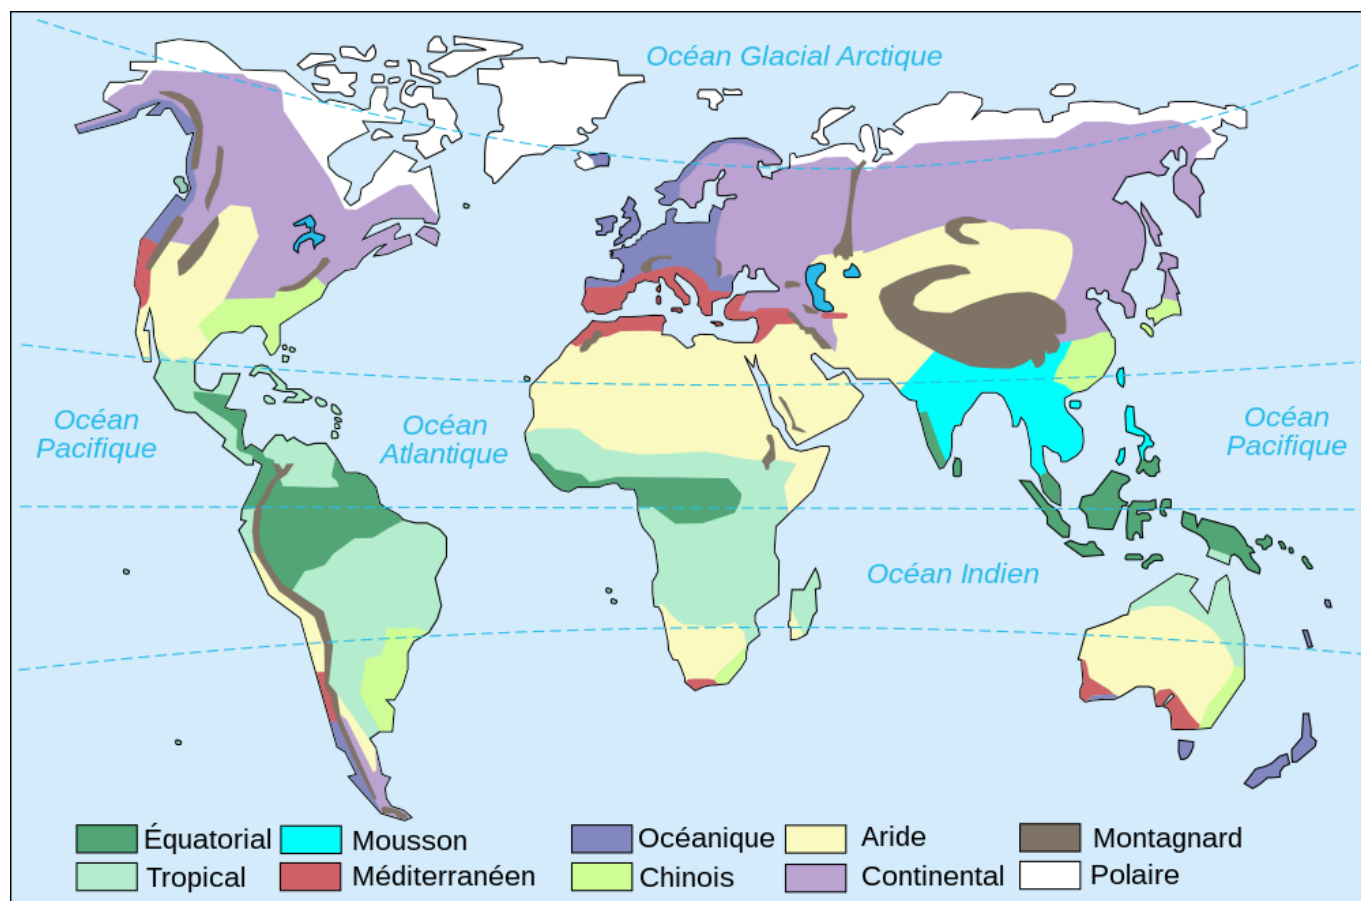 Océan Glacial Arctique
Océan
Pacifique
Océan
Atlantique
Océan
Pacifique
Océan Indien
Équatorial
Mousson
Océanique
Aride
Montagnard
Tropical
Méditerranéen
Chinois
Continental
Polaire